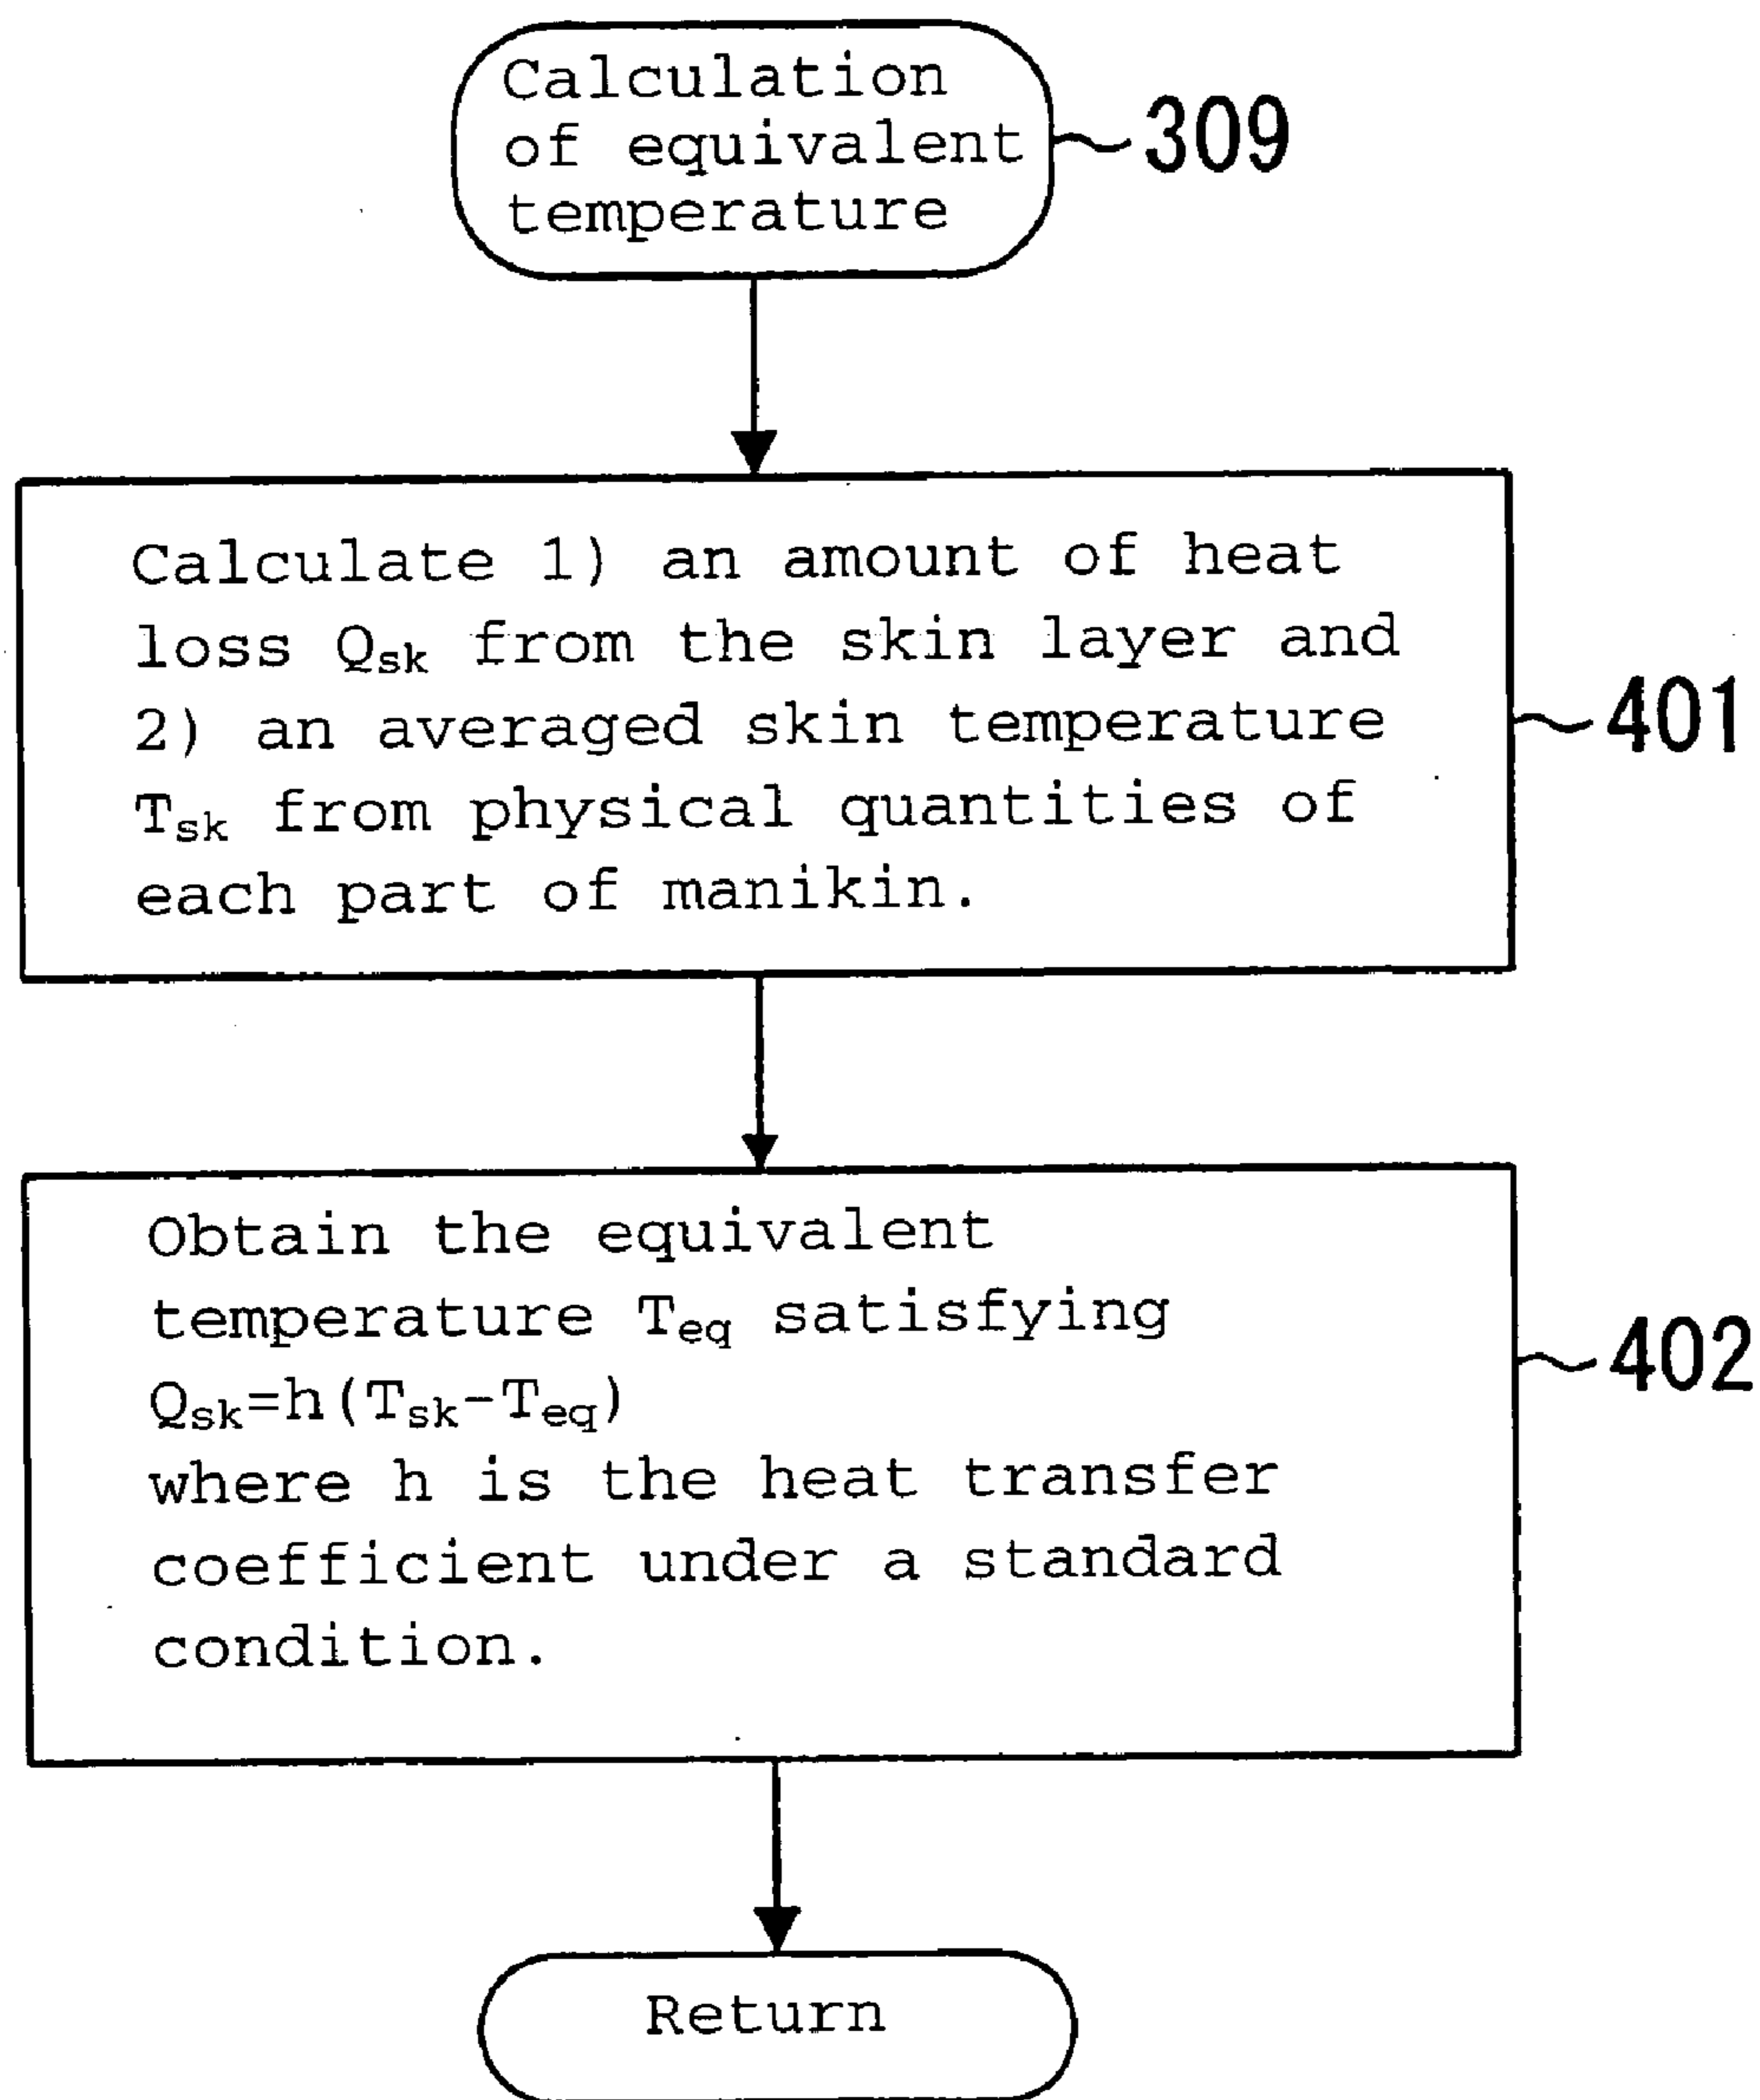 Calculation
of equivalent
temperature
309
Calculate 1) an amount of heat
loss Qsk from the skin layer and
2) an averaged skin temperature
Tsk from physical quantities of
each part of manikin.
401
Obtain the equivalent
temperature Teq satisfying
Qsk=h(Tsk-Teq)
where h is the heat transfer
coefficient under a standard
condition.
402
Return